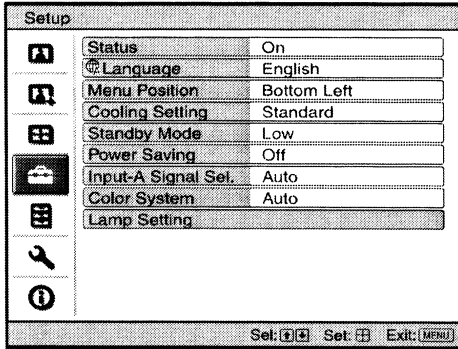 Setup
Status On
Language English
Menu Position Bottom Left
Cooling Setting Standard
Standby Mode Low
Power Saving Off
Input-A Signal Sel. Auto
Color System Auto
Lamp Setting
Sel: Set: Exit: MENU